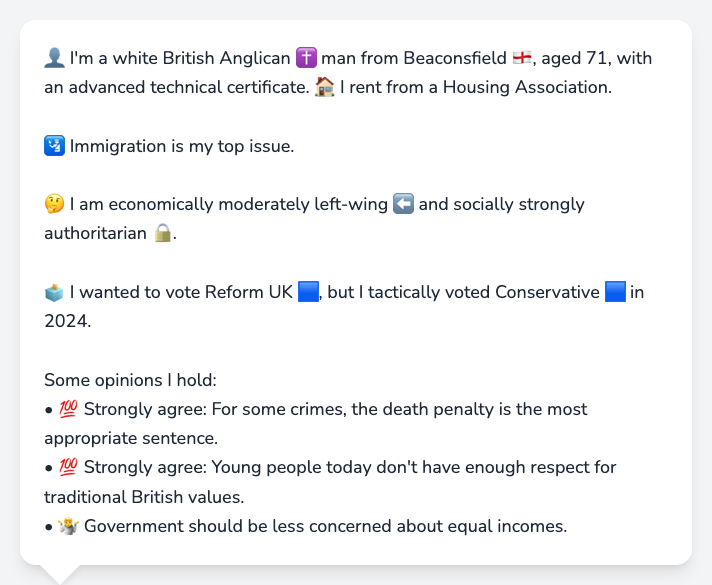 👤 I'm a white British Anglican ✝️ man from Beaconsfield 🏴󠁧󠁢󠁥󠁮󠁧󠁿, aged 71, with
an advanced technical certificate. 🏠 I rent from a Housing Association.
🛂 Immigration is my top issue.
🤔 I am economically moderately left-wing ⬅️ and socially strongly
authoritarian 🔒.
🗳️ I wanted to vote Reform UK 🟦, but I tactically voted Conservative 🟦 in
2024.
Some opinions I hold:
• 💯 Strongly agree: For some crimes, the death penalty is the most
appropriate sentence.
• 💯 Strongly agree: Young people today don't have enough respect for
traditional British values.
• 🤷 Government should be less concerned about equal incomes.